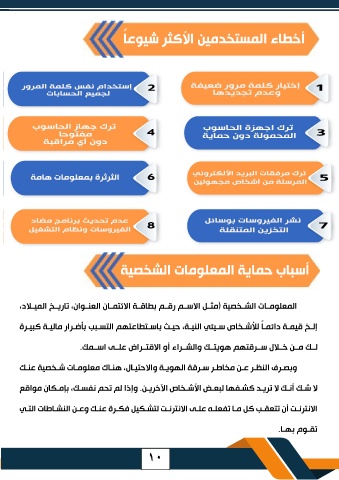 أخطاء المستخدمين الأكثر شيوعاً
1
إختيار كلمة مرور ضعيفة
وعدم تجديدها
2
إستخدام نفس كلمة المرور
لجميع الحسابات
3
ترك اجهزة الحاسوب
المحمولة دون حماية
4
ترك جهاز الحاسوب
مفتوحا
دون أي مراقبة
5
ترك مرفقات البريد الألكتروني
المرسلة من أشخاص مجهولين
6
الثرثرة بمعلومات هامة
7
نشر الفيروسات بوسائل
التخزين المتنقلة
8
عدم تحديث برنامج مضاد
الفيروسات ونظام التشغيل
أسباب حماية المعلومات الشخصية
المعلومات الشخصية (مثل الاسم رقم بطاقة الائتمان العنوان، تاريخ الميلاد،
إلخ قيمة دائماً للأشخاص سيئي النية، حيث باستطاعتهم التسبب بأضرار مالية كبيرة
لك من خلال سرقتهم هويتك والشراء أو الاقتراض على اسمك.
وبصرف النظر عن مخاطر سرقة الهوية والاحتيال، هناك معلومات شخصية عنك
لا شك أنك لا تريد كشفها لبعض الأشخاص الآخرين. وإذا لم تحم نفسك، بإمكان مواقع
الانترنت أن تتعقب كل ما تفعله على الانترنت لتشكيل فكرة عنك وعن النشاطات التي
تقوم بها.
١٠